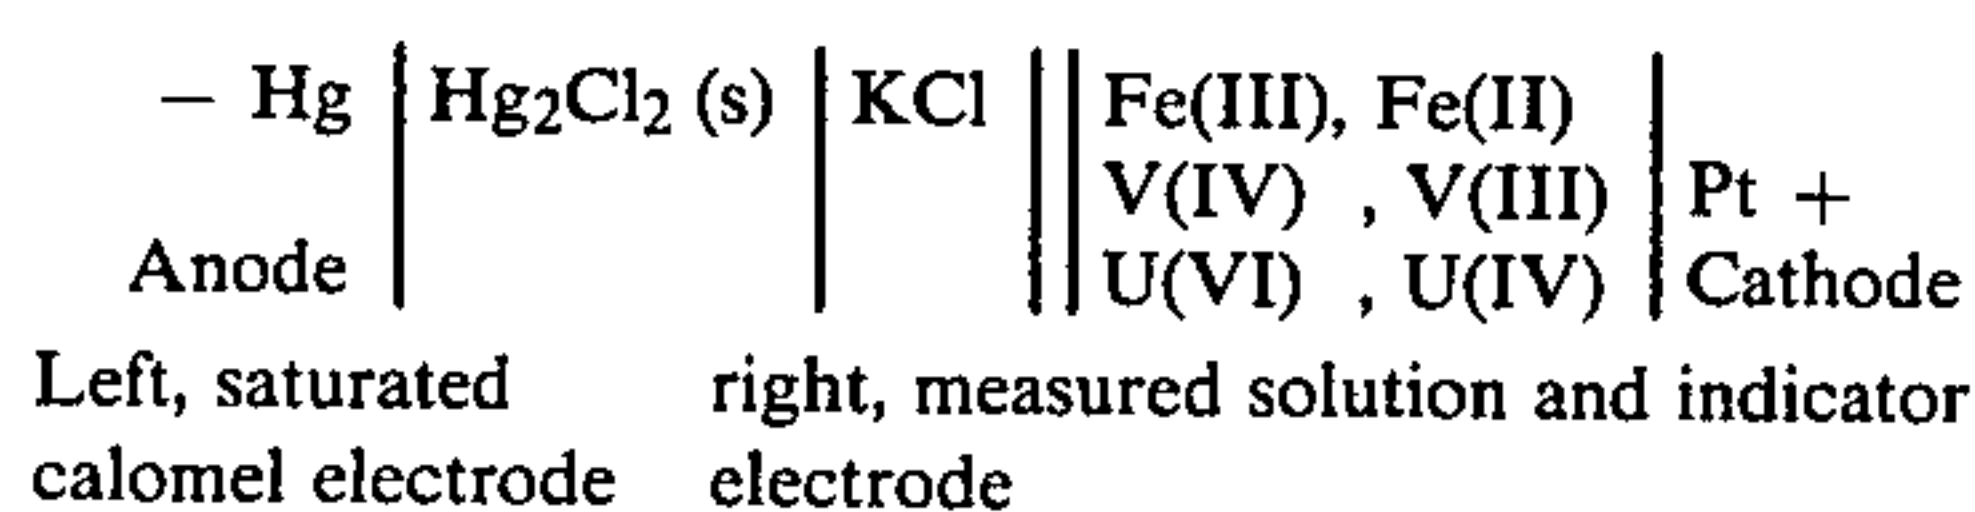 − Hg | Hg2Cl2 (s) | KCl || Fe(III), Fe(II) |
V(IV) , V(III) | Pt +
Anode | U(VI) , U(IV) | Cathode
Left, saturated right, measured solution and indicator
calomel electrode electrode